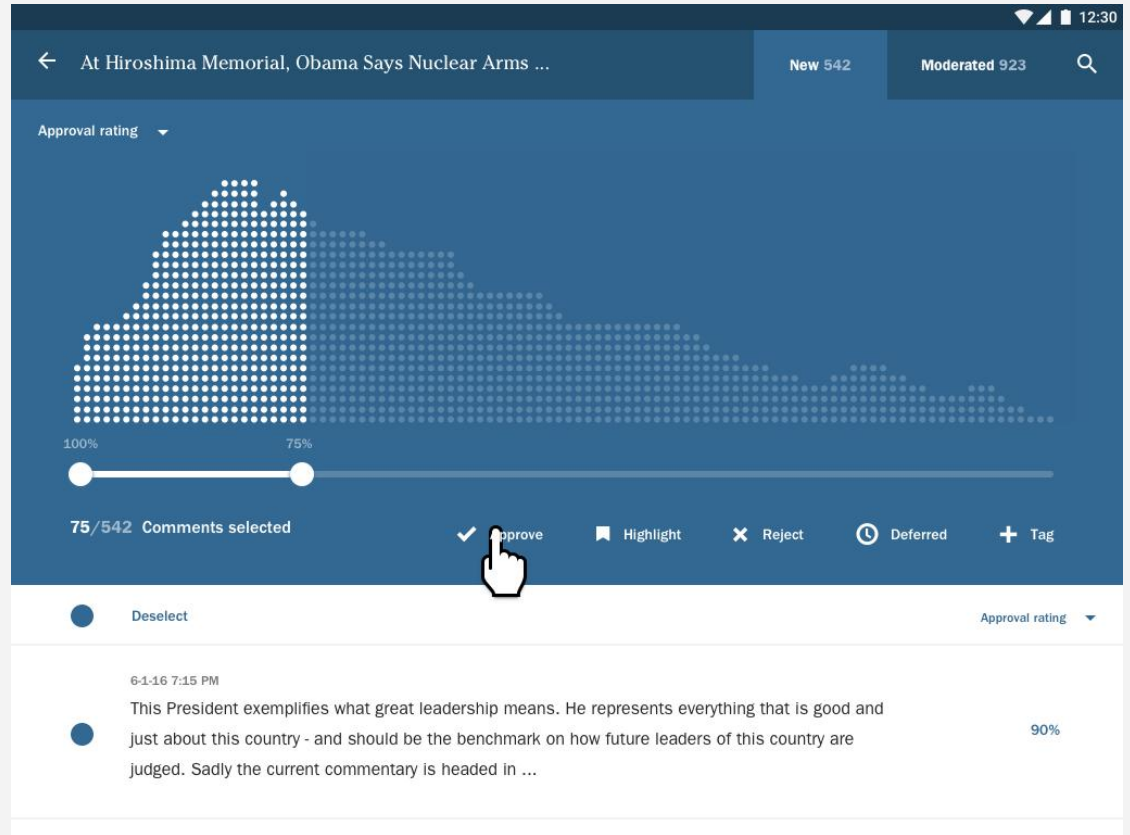 12:30
At Hiroshima Memorial, Obama Says Nuclear Arms ...
New 542
Moderated 923
Approval rating
100%
75%
75/542 Comments selected
Approve
Highlight
Reject
Deferred
Tag
Deselect
Approval rating
6-1-16 7:15 PM
This President exemplifies what great leadership means. He represents everything that is good and
just about this country - and should be the benchmark on how future leaders of this country are
judged. Sadly the current commentary is headed in ...
90%